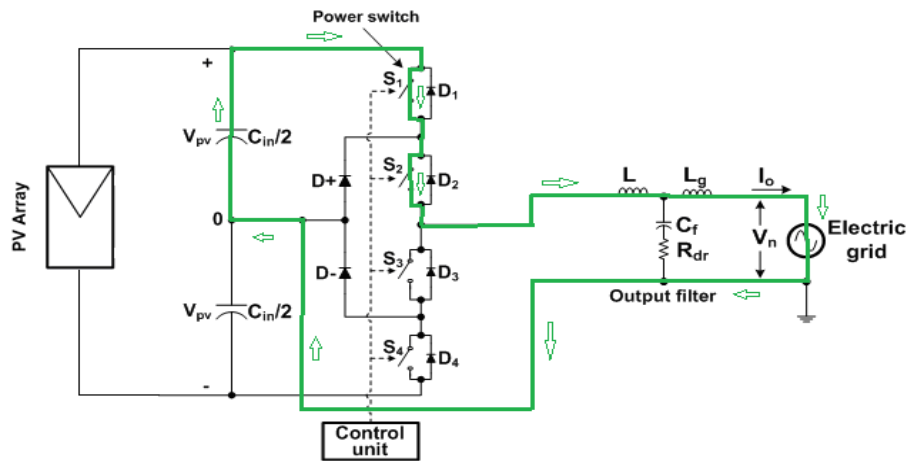 Power switch
+
S1
D1
Vpv
Cin/2
D+
S2
D2
L
Lg
Io
PV Array
0
Cf
Rdr
Vn
Electric
grid
D-
S3
D3
Output filter
Vpv
Cin/2
S4
D4
-
Control
unit